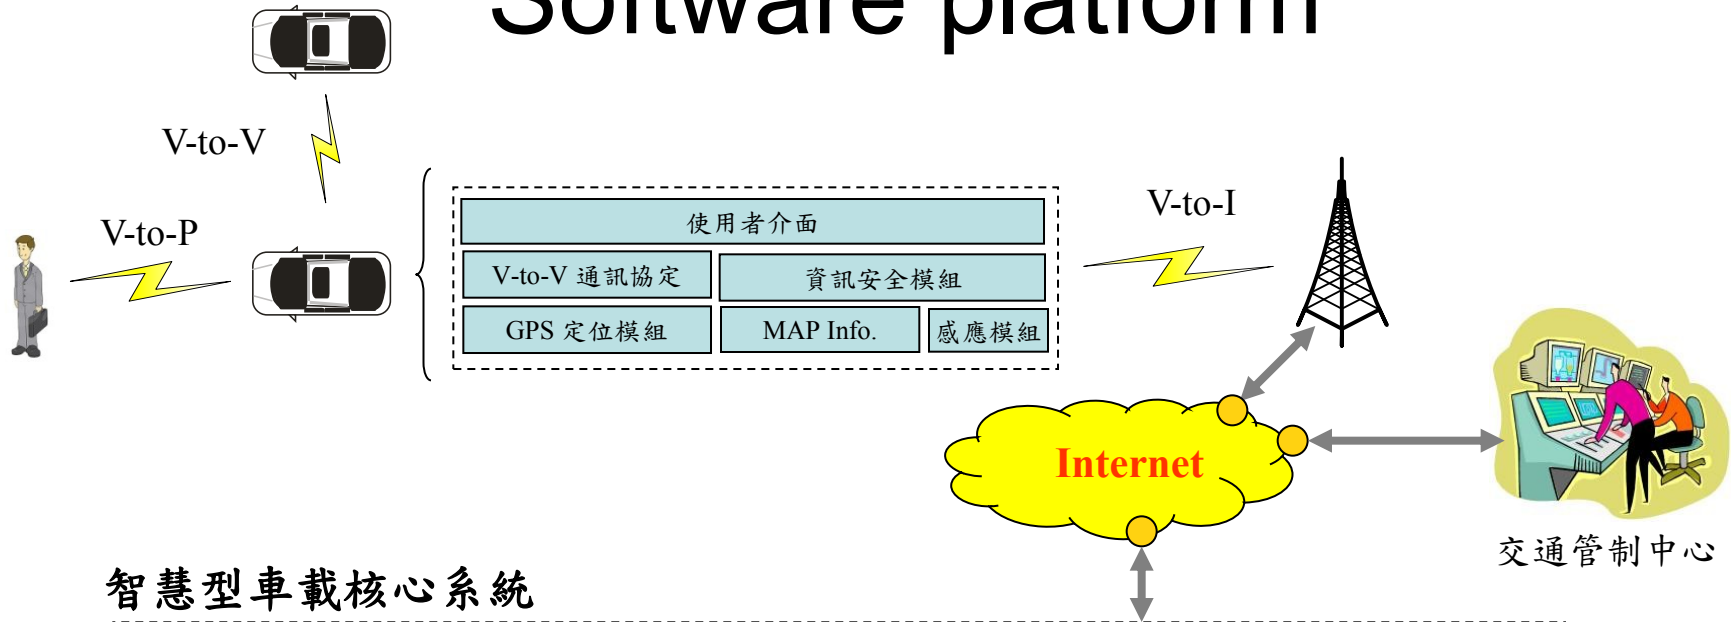 Software platform
V-to-V
V-to-P
使用者介面
V-to-V 通訊協定
資訊安全模組
GPS 定位模組
MAP Info.
感應模組
V-to-I
Internet
交通管制中心
智慧型車載核心系統